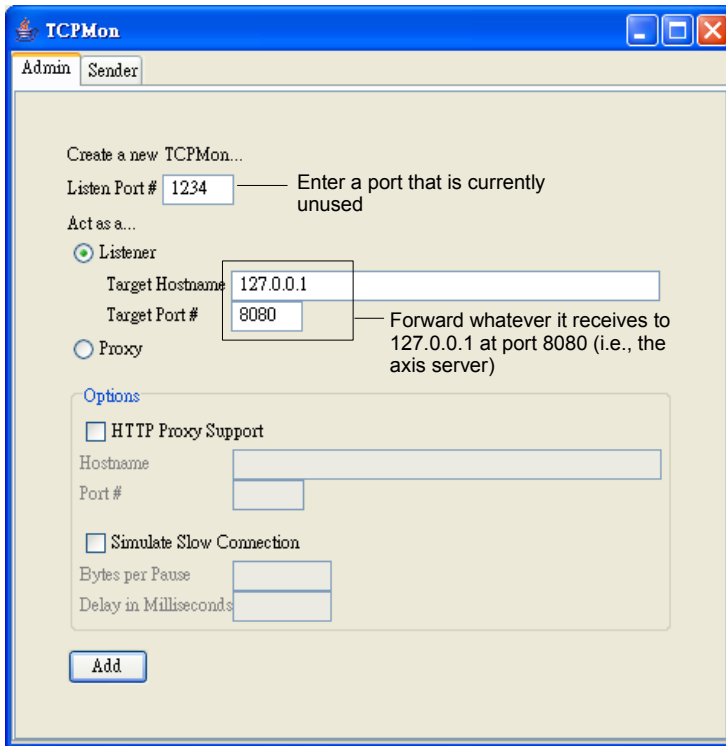 TCPMon
Admin Sender
Create a new TCPMon...
Listen Port # 1234
Enter a port that is currently
unused
Act as a...
Listener
Target Hostname 127.0.0.1
Target Port # 8080
Forward whatever it receives to
127.0.0.1 at port 8080 (i.e., the
axis server)
Proxy
Options
HTTP Proxy Support
Hostname
Port #
Simulate Slow Connection
Bytes per Pause
Delay in Milliseconds
Add